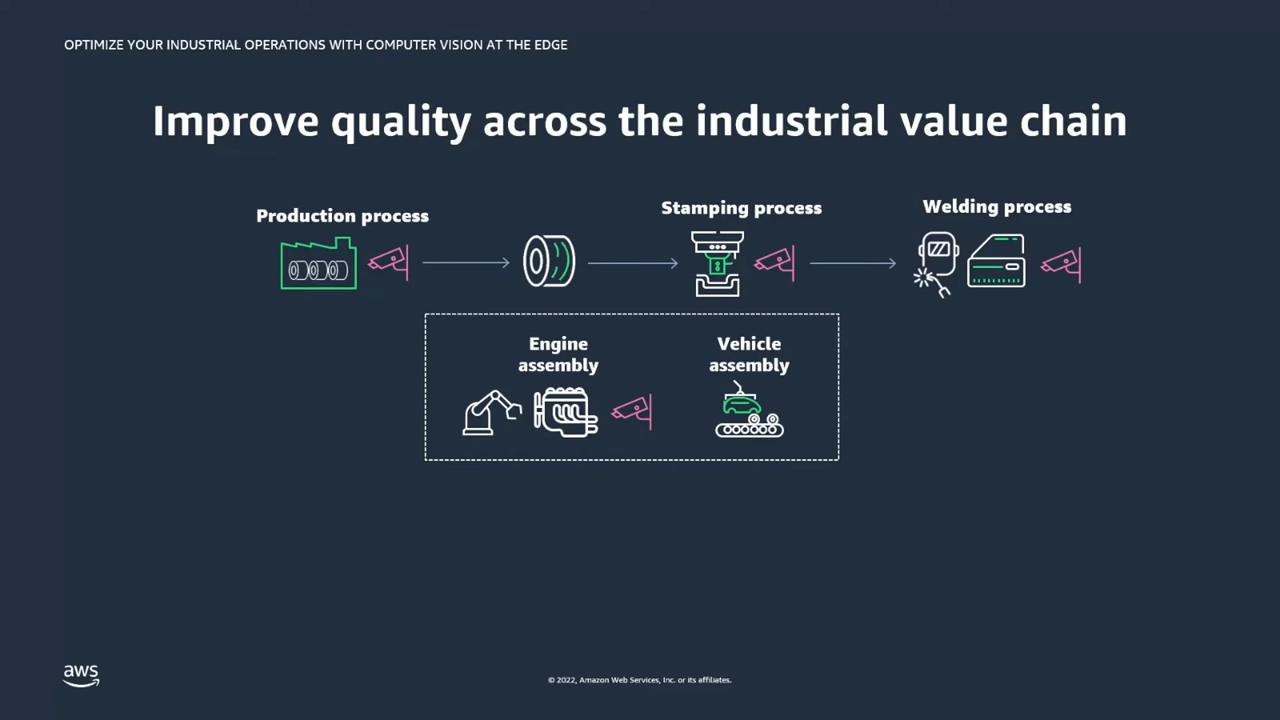 OPTIMIZE YOUR INDUSTRIAL OPERATIONS WITH COMPUTER VISION AT THE EDGE
Improve quality across the industrial value chain
Production process
Stamping process
Welding process
Engine
assembly
Vehicle
assembly
aws
© 2022, Amazon Web Services, Inc. or its affiliates.